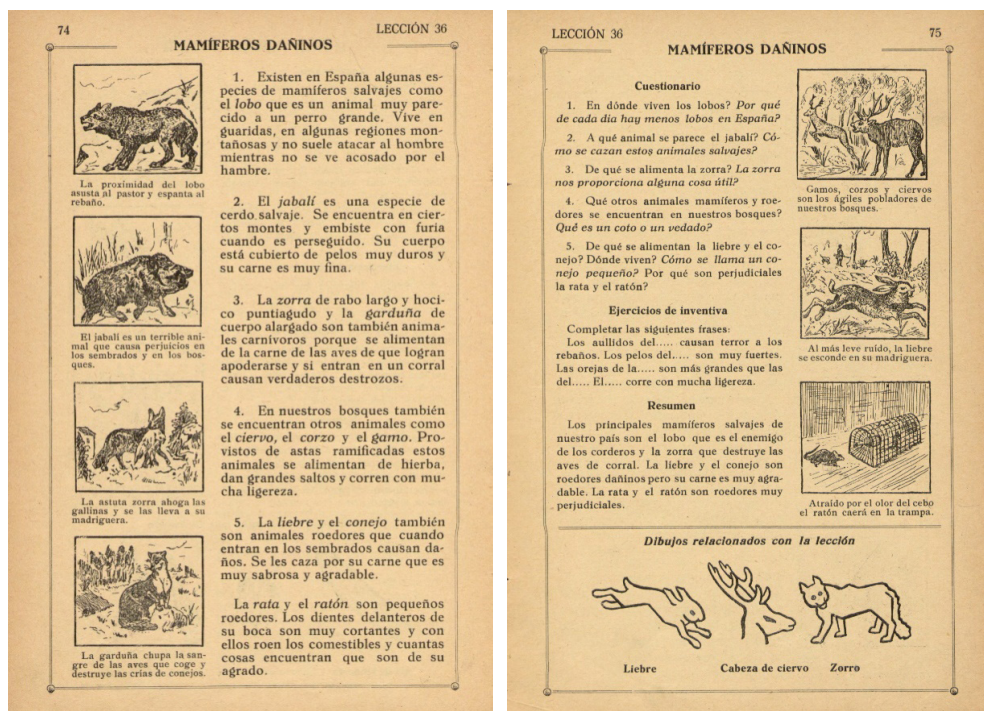 74
LECCIÓN 36
MAMÍFEROS DAÑINOS
La proximidad del lobo
asusta al pastor y espanta al
rebaño.
El jabalí es un terrible ani-
mal que causa perjuicios en
los sembrados y en los bos-
ques.
La astuta zorra ahoga las
gallinas y se las lleva a su
madriguera.
La garduña chupa la san-
gre de las aves que coge y
destruye las crías de conejos.
1. Existen en España algunas es-
pecies de mamíferos salvajes como
el lobo que es un animal muy pare-
cido a un perro grande. Vive en
guaridas, en algunas regiones mon-
tañosas y no suele atacar al hombre
mientras no se ve acosado por el
hambre.
2. El jabalí es una especie de
cerdo salvaje. Se encuentra en cier-
tos montes y embiste con furia
cuando es perseguido. Su cuerpo
está cubierto de pelos muy duros y
su carne es muy fina.
3. La zorra de rabo largo y hoci-
co puntiagudo y la garduña de
cuerpo alargado son también anima-
les carnívoros porque se alimentan
de la carne de las aves de que logran
apoderarse y si entran en un corral
causan verdaderos destrozos.
4. En nuestros bosques también
se encuentran otros animales como
el ciervo, el corzo y el gamo. Pro-
vistos de astas ramificadas estos
animales se alimentan de hierba,
dan grandes saltos y corren con mu-
cha ligereza.
5. La liebre y el conejo también
son animales roedores que cuando
entran en los sembrados causan da-
ños. Se les caza por su carne que es
muy sabrosa y agradable.
La rata y el ratón son pequeños
roedores. Los dientes delanteros de
su boca son muy cortantes y con
ellos roen los comestibles y cuantas
cosas encuentran que son de su
agrado.
LECCIÓN 36
75
MAMÍFEROS DAÑINOS
Cuestionario
1. En dónde viven los lobos? Por qué
de cada día hay menos lobos en España?
2. A qué animal se parece el jabalí? Có-
mo se cazan estos animales salvajes?
3. De qué se alimenta la zorra? La zorra
nos proporciona alguna cosa útil?
4. Qué otros animales mamíferos y roe-
dores se encuentran en nuestros bosques?
Qué es un coto o un vedado?
5. De qué se alimentan la liebre y el co-
nejo? Dónde viven? Cómo se llama un co-
nejo pequeño? Por qué son perjudiciales
la rata y el ratón?
Ejercicios de inventiva
Completar las siguientes frases:
Los aullidos del..... causan terror a los
rebaños. Los pelos del..... son muy fuertes.
Las orejas de la..... son más grandes que las
del..... El..... corre con mucha ligereza.
Resumen
Los principales mamíferos salvajes de
nuestro país son el lobo que es el enemigo
de los corderos y la zorra que destruye las
aves de corral. La liebre y el conejo son
roedores dañinos pero su carne es muy agra-
dable. La rata y el ratón son roedores muy
perjudiciales.
Gamos, corzos y ciervos
son los ágiles pobladores de
nuestros bosques.
Al más leve ruído, la liebre
se esconde en su madriguera.
Atraído por el olor del cebo
el ratón caerá en la trampa.
Dibujos relacionados con la lección
Liebre
Cabeza de ciervo
Zorro